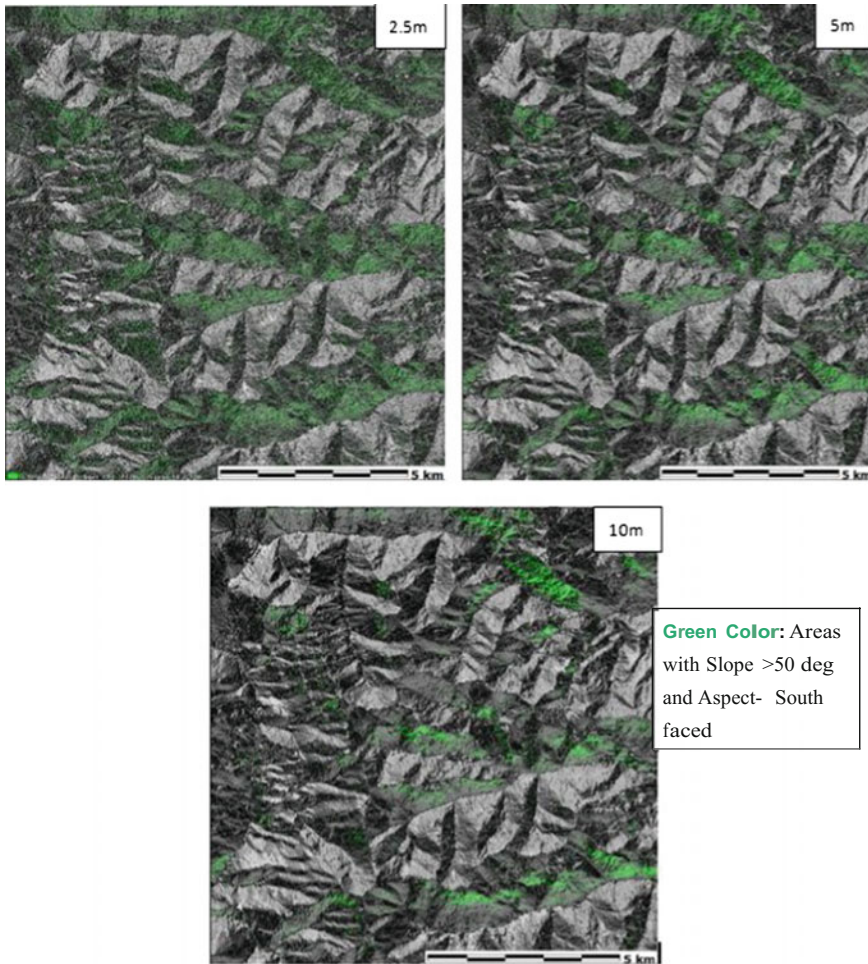 2.5m
5m
5 km
5 km
10m
Green Color: Areas
with Slope >50 deg
and Aspect- South
faced
5 km